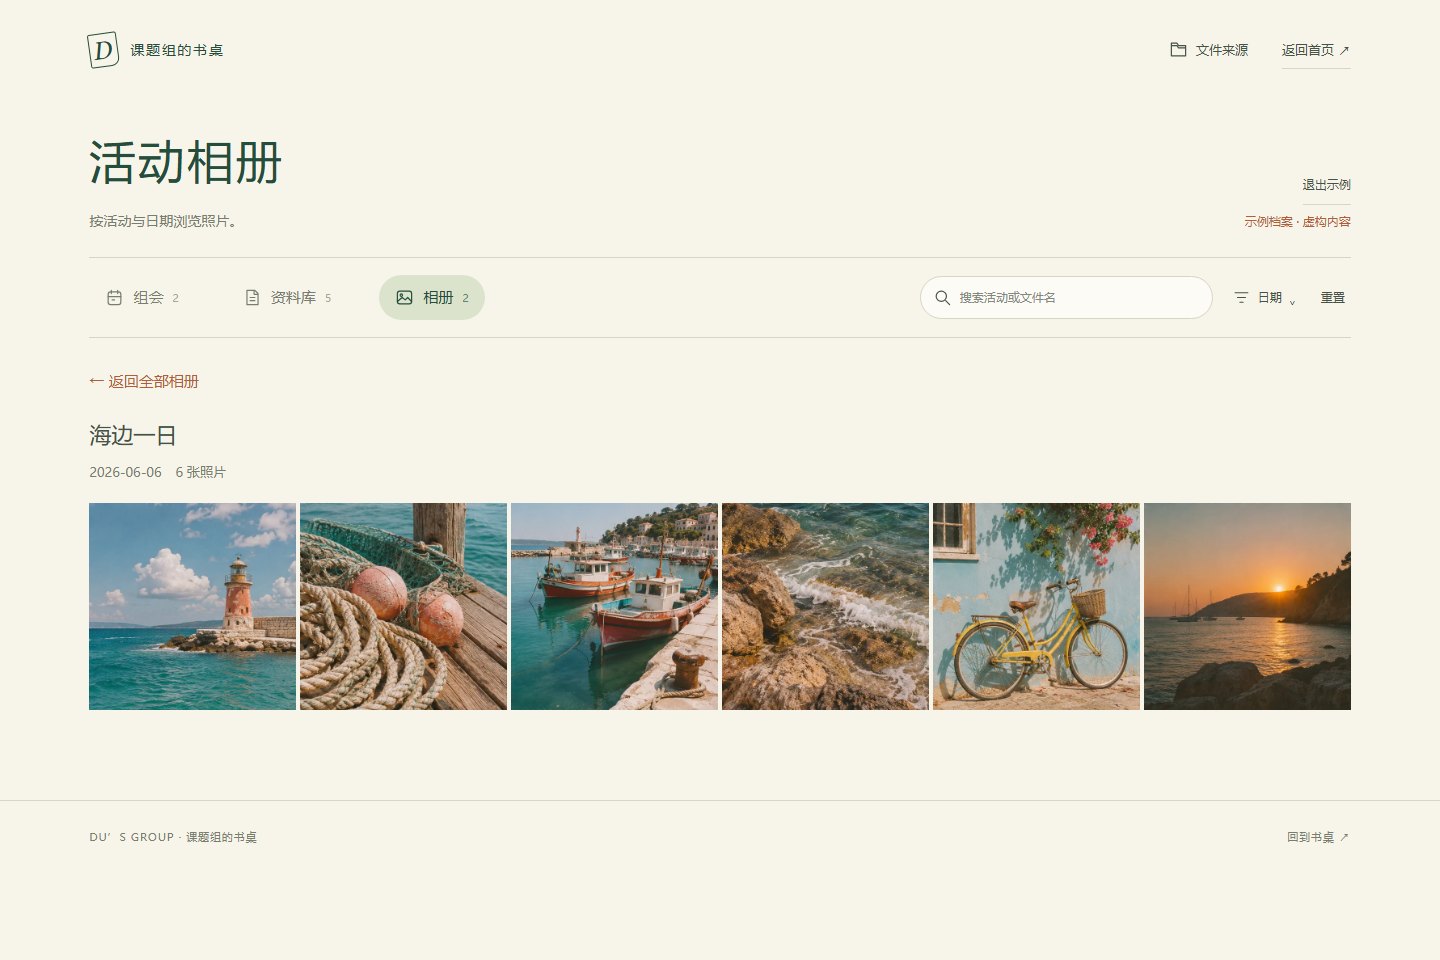 D 课题组的书桌
文件来源 返回首页 ↗
活动相册
退出示例
按活动与日期浏览照片。
示例档案 · 虚构内容
组会 2 资料库 5 相册 2 搜索活动或文件名 日期 重置
← 返回全部相册
海边一日
2026-06-06 6 张照片
DU’S GROUP · 课题组的书桌
回到书桌 ↗